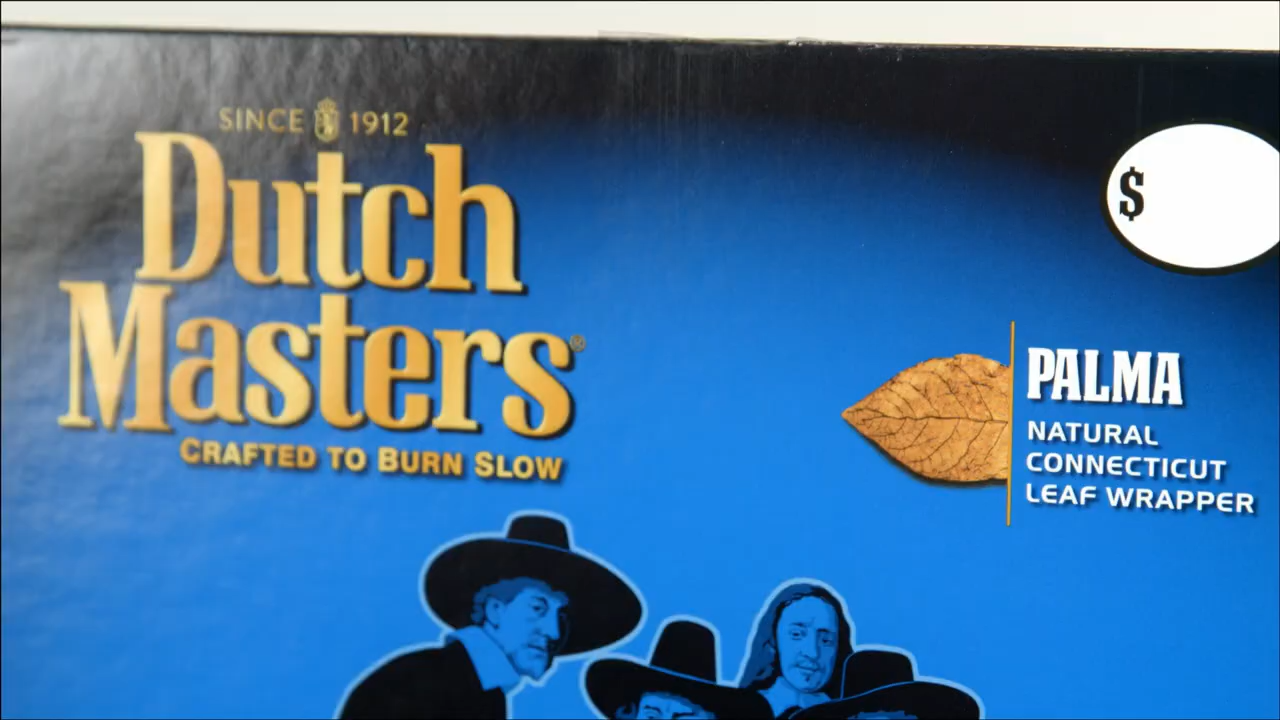 SINCE 1912
Dutch
Masters®
CRAFTED TO BURN SLOW
$
PALMA
NATURAL
CONNECTICUT
LEAF WRAPPER